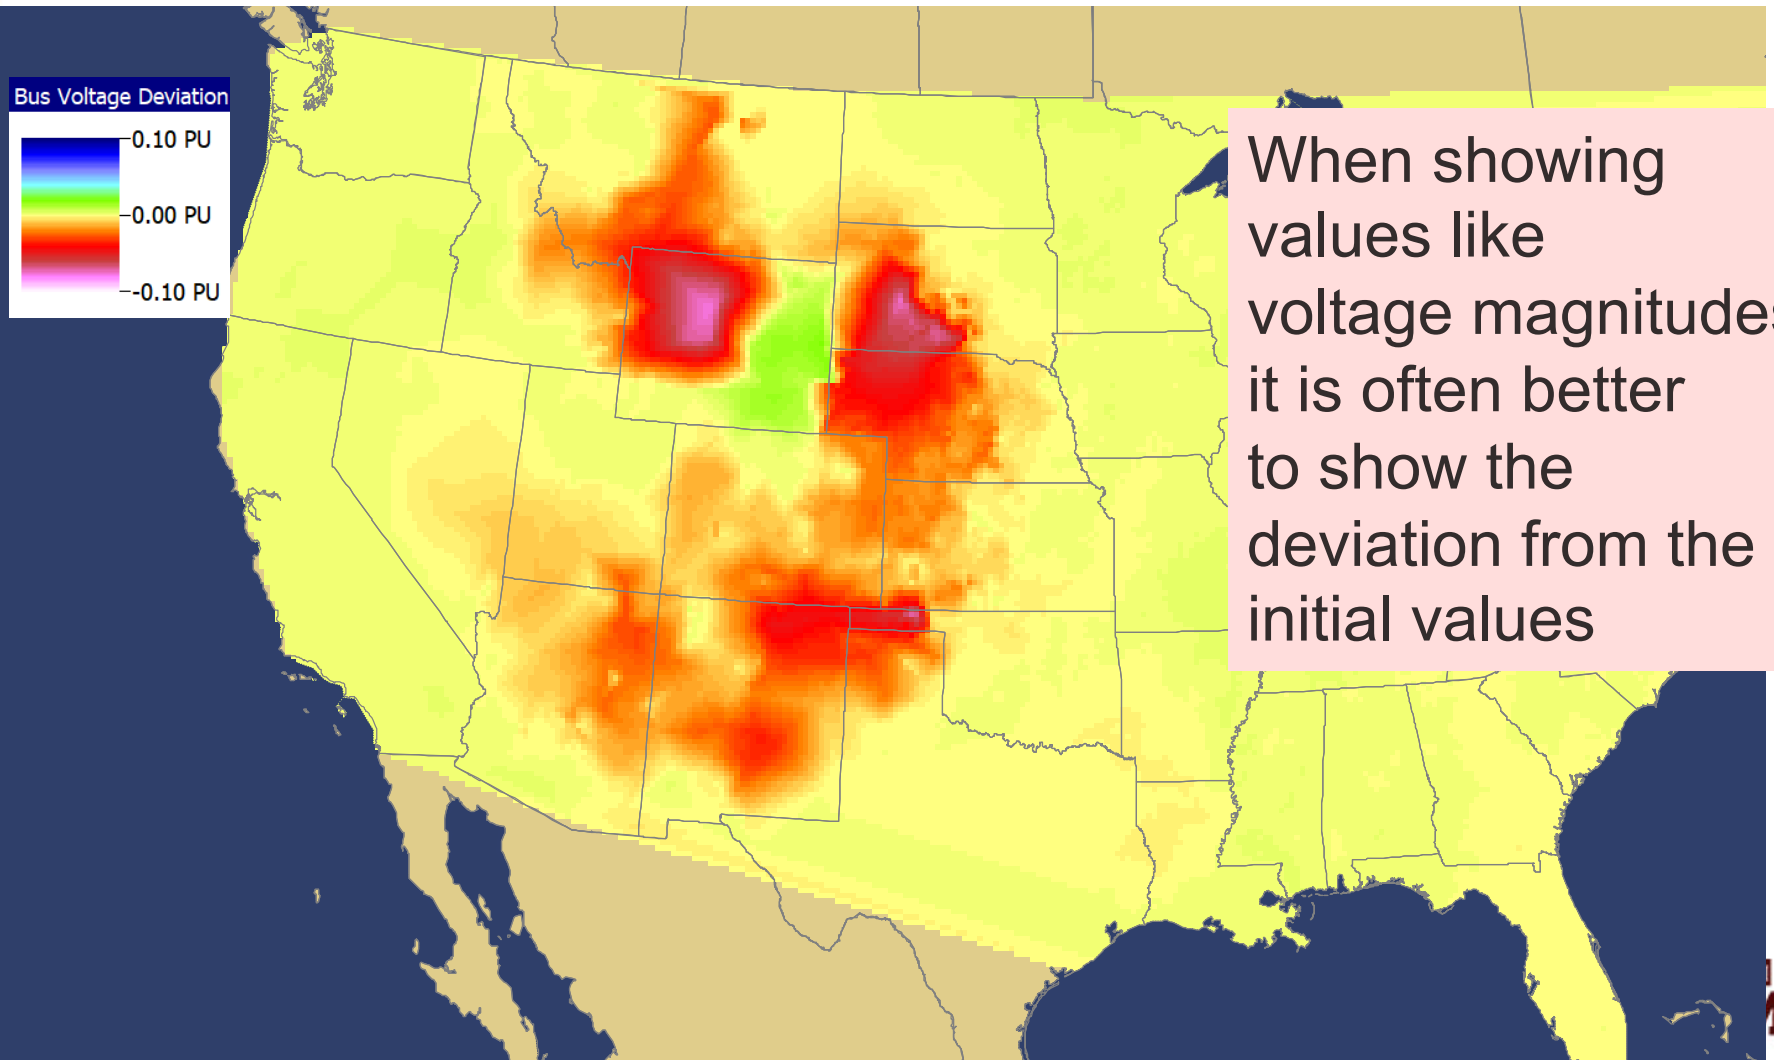 Bus Voltage Deviation
0.10 PU
0.00 PU
-0.10 PU
When showing
values like
voltage magnitudes
it is often better
to show the
deviation from the
initial values